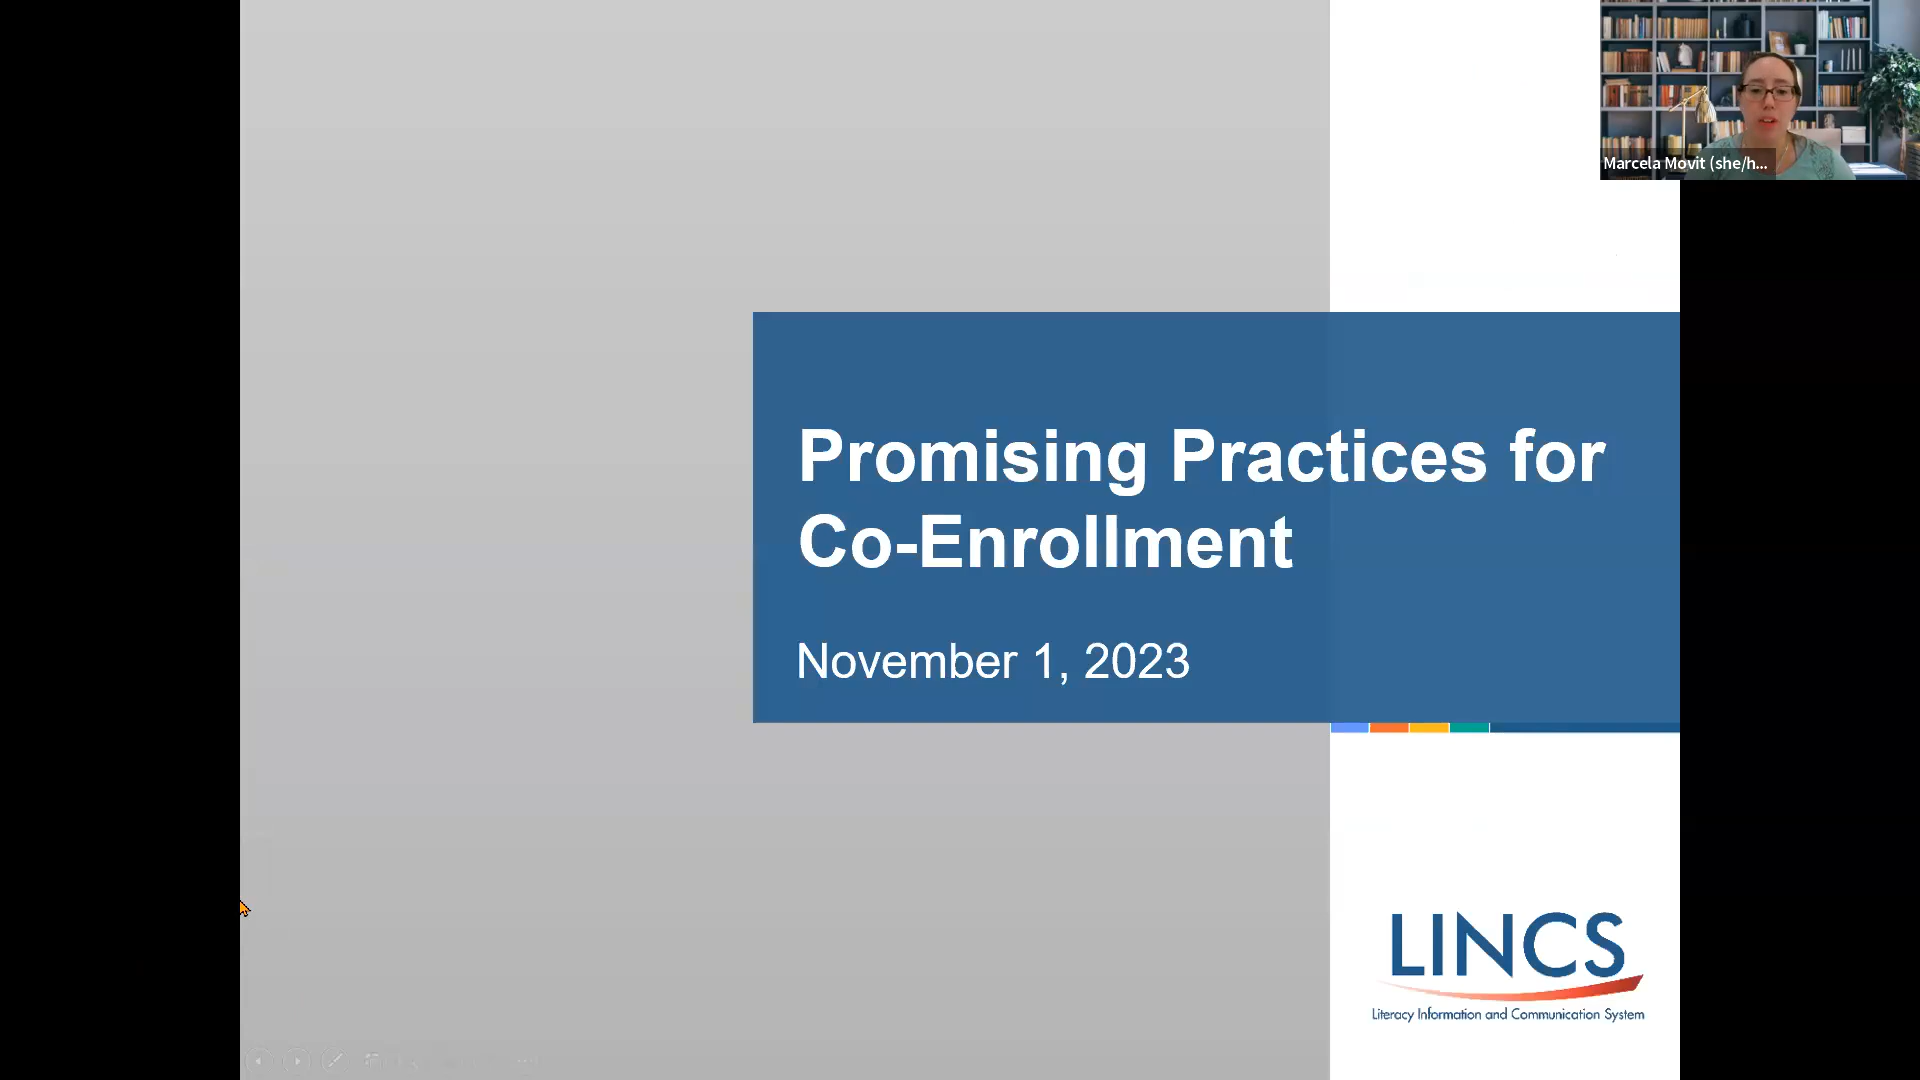 Marcela Movit (she/h...
Promising Practices for
Co-Enrollment
November 1, 2023
LINCS
Literacy Information and Communication System